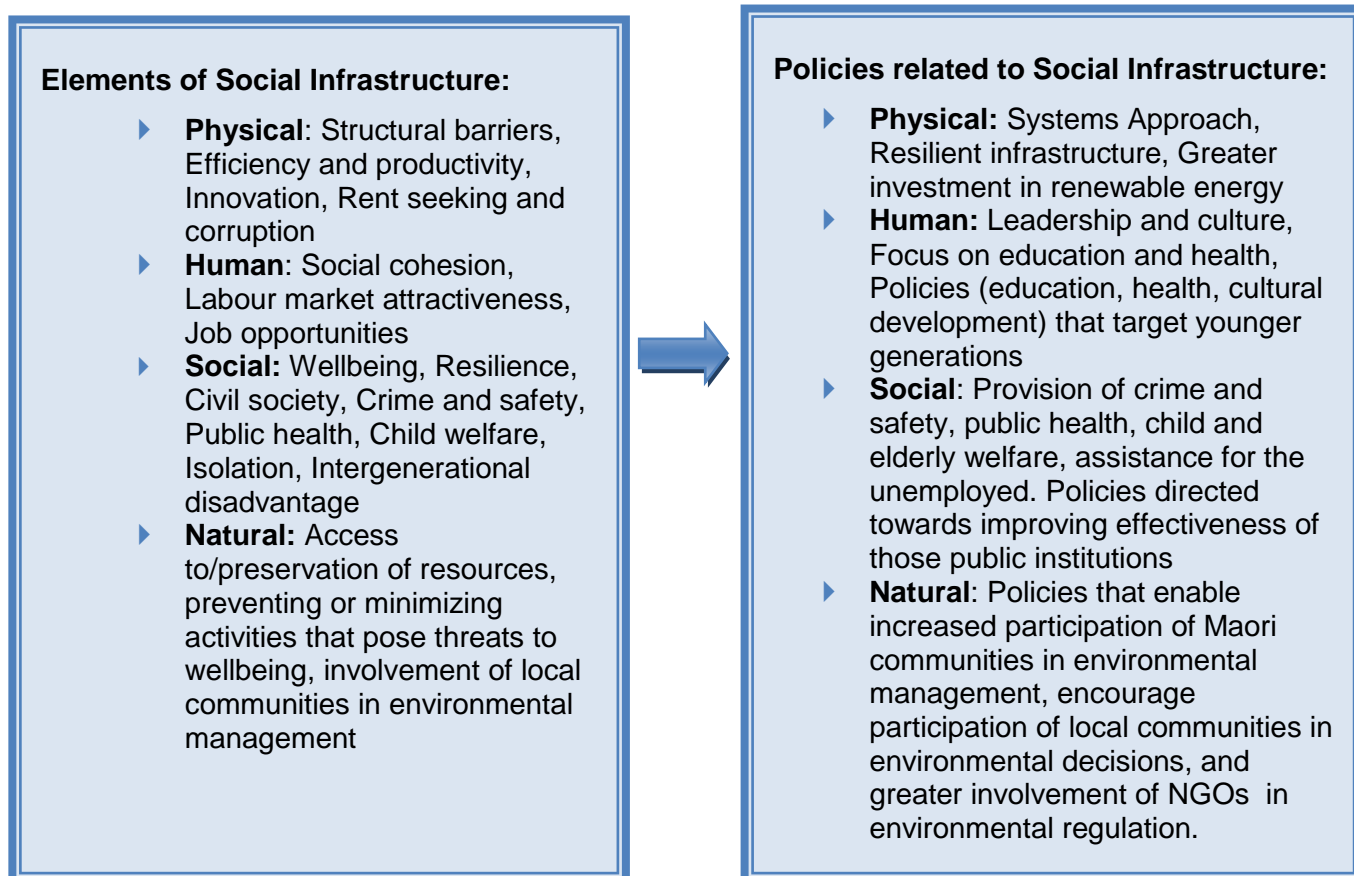 Elements of Social Infrastructure:
Physical: Structural barriers,
Efficiency and productivity,
Innovation, Rent seeking and
corruption
Human: Social cohesion,
Labour market attractiveness,
Job opportunities
Social: Wellbeing, Resilience,
Civil society, Crime and safety,
Public health, Child welfare,
Isolation, Intergenerational
disadvantage
Natural: Access
to/preservation of resources,
preventing or minimizing
activities that pose threats to
wellbeing, involvement of local
communities in environmental
management
Policies related to Social Infrastructure:
Physical: Systems Approach,
Resilient infrastructure, Greater
investment in renewable energy
Human: Leadership and culture,
Focus on education and health,
Policies (education, health, cultural
development) that target younger
generations
Social: Provision of crime and
safety, public health, child and
elderly welfare, assistance for the
unemployed. Policies directed
towards improving effectiveness of
those public institutions
Natural: Policies that enable
increased participation of Maori
communities in environmental
management, encourage
participation of local communities in
environmental decisions, and
greater involvement of NGOs in
environmental regulation.